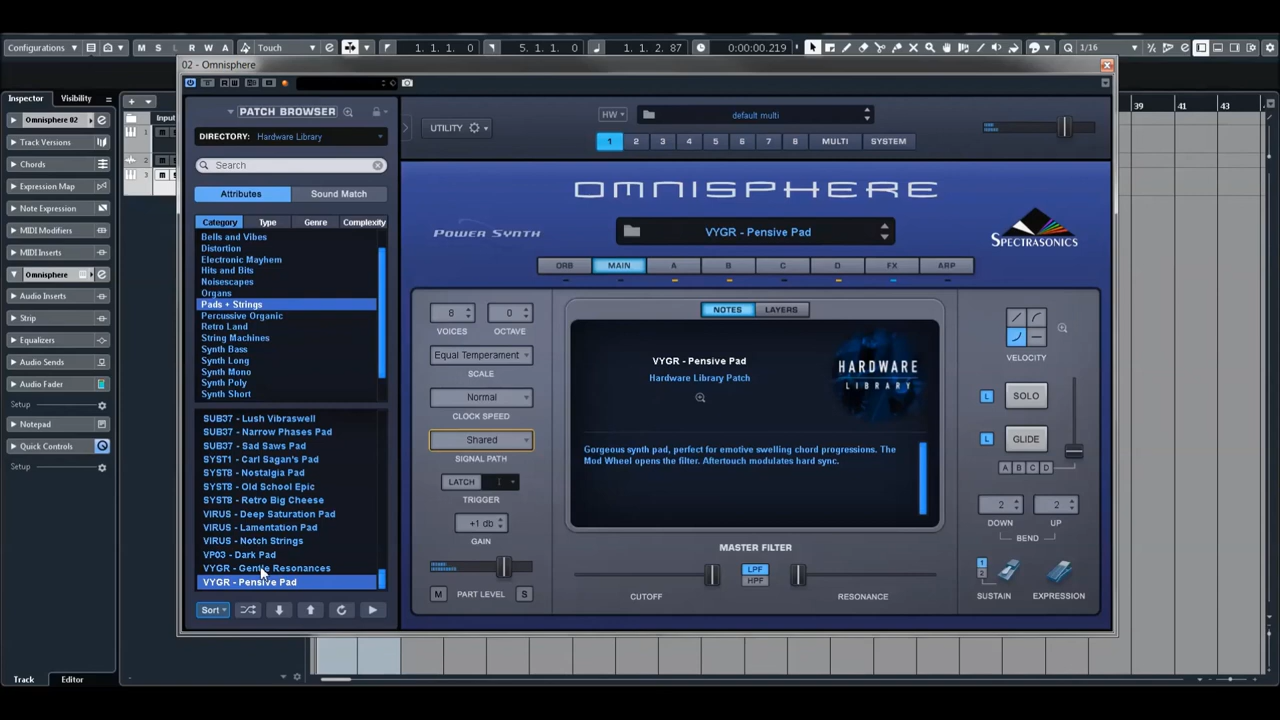 Configurations
M S L R W A
Touch
1. 1. 1. 0
5. 1. 1. 0
1. 1. 2. 87
0:00:00.219
1/16
02 - Omnisphere
Inspector
Visibility
Input
39 41 43
Omnisphere 02
Track Versions
Chords
Expression Map
Note Expression
MIDI Modifiers
MIDI Inserts
Omnisphere
Audio Inserts
Strip
Equalizers
Audio Sends
Audio Fader
Setup
Notepad
Quick Controls
Setup
Track
Editor
1
2
3
PATCH BROWSER
DIRECTORY: Hardware Library
Search
Attributes
Sound Match
Category
Type
Genre
Complexity
Bells and Vibes
Distortion
Electronic Mayhem
Hits and Bits
Noisescapes
Organs
Pads + Strings
Percussive Organic
Retro Land
String Machines
Synth Bass
Synth Long
Synth Mono
Synth Poly
Synth Short
SUB37 - Lush Vibraswell
SUB37 - Narrow Phases Pad
SUB37 - Sad Saws Pad
SYST1 - Carl Sagan's Pad
SYST8 - Nostalgia Pad
SYST8 - Old School Epic
SYST8 - Retro Big Cheese
VIRUS - Deep Saturation Pad
VIRUS - Lamentation Pad
VIRUS - Notch Strings
VP03 - Dark Pad
VYGR - Gentle Resonances
VYGR - Pensive Pad
Sort
UTILITY
HW
default multi
1 2 3 4 5 6 7 8 MULTI SYSTEM
OMNISPHERE
POWER SYNTH
VYGR - Pensive Pad
SPECTRASONICS
ORB MAIN A B C D FX ARP
8
0
VOICES
OCTAVE
Equal Temperament
SCALE
Normal
CLOCK SPEED
Shared
SIGNAL PATH
LATCH
TRIGGER
+1 db
GAIN
M PART LEVEL S
NOTES
LAYERS
VYGR - Pensive Pad
Hardware Library Patch
HARDWARE
LIBRARY
Gorgeous synth pad, perfect for emotive swelling chord progressions. The
Mod Wheel opens the filter. Aftertouch modulates hard sync.
MASTER FILTER
LPF
HPF
CUTOFF
RESONANCE
VELOCITY
L SOLO
L GLIDE
A B C D
2
2
DOWN
UP
BEND
1
2
SUSTAIN
EXPRESSION